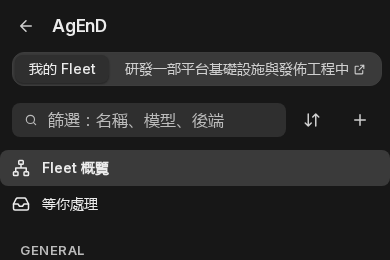 AgEnD
我的 Fleet 研發一部平台基礎設施與發佈工程中
篩選：名稱、模型、後端
Fleet 概覽
等你處理
GENERAL